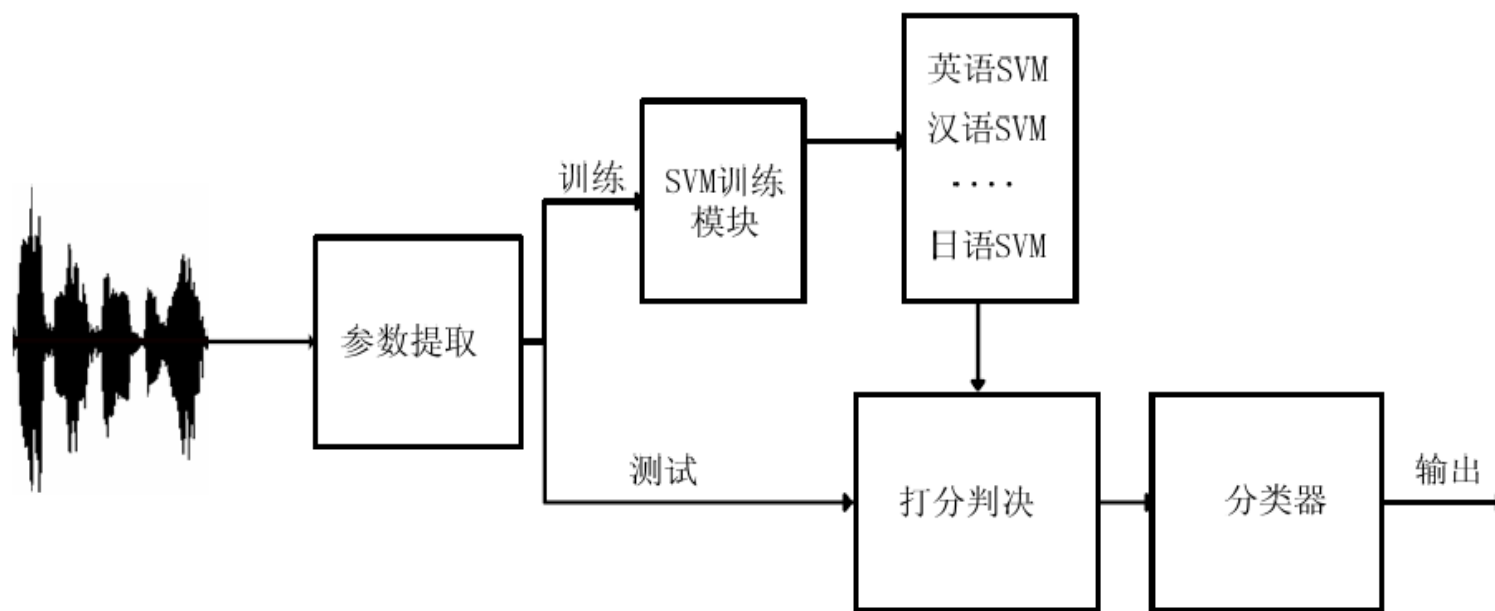 英语SVM
汉语SVM
....
日语SVM
训练
SVM训练
模块
参数提取
测试
打分判决
分类器
输出